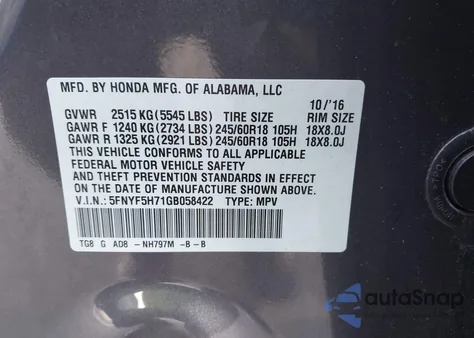 MFD. BY HONDA MFG. OF ALABAMA, LLC
10/'16
GVWR 2515 KG(5545 LBS) TIRE SIZE RIM SIZE
GAWR F 1240 KG(2734 LBS) 245/60R18 105H 18X8.0J
GAWR R 1325 KG(2921 LBS) 245/60R18 105H 18X8.0J
THIS VEHICLE CONFORMS TO ALL APPLICABLE
FEDERAL MOTOR VEHICLE SAFETY
AND THEFT PREVENTION STANDARDS IN EFFECT
ON THE DATE OF MANUFACTURE SHOWN ABOVE.
V.I.N.: 5FNYF5H71GB058422 TYPE: MPV
TG8 G AD8 -NH797M -B -B
autoSnap